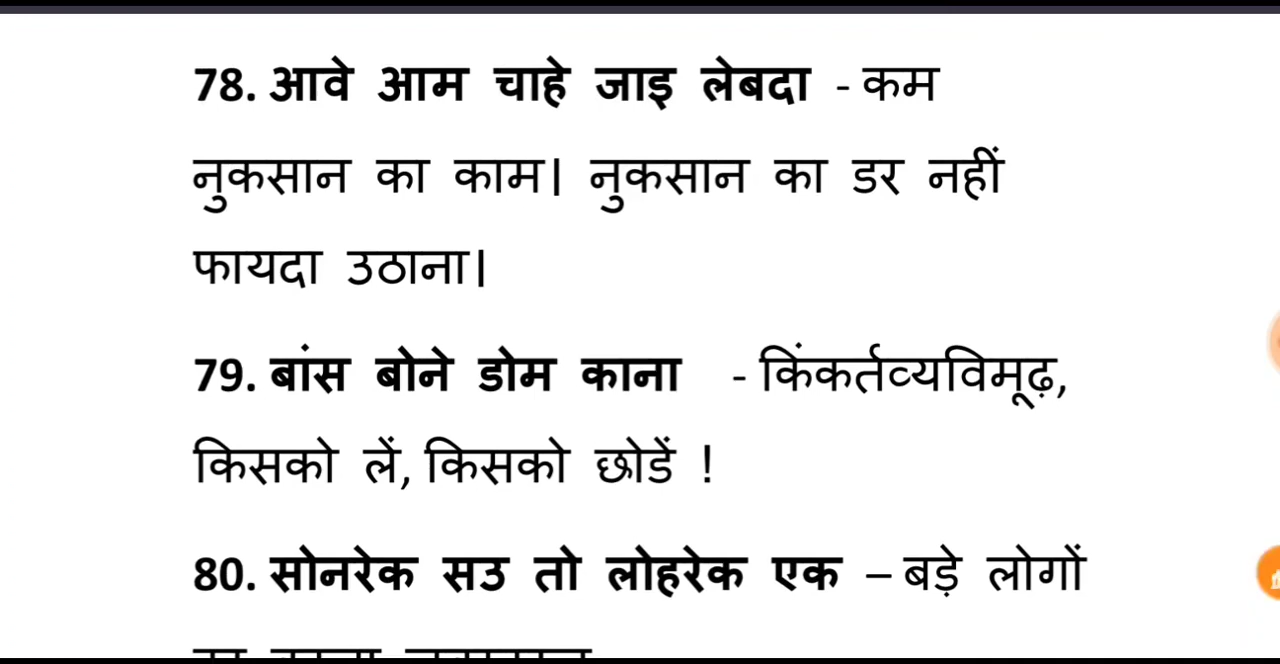 78. आवे आम चाहे जाइ लेबदा - कम
नुकसान का काम। नुकसान का डर नहीं
फायदा उठाना।
79. बांस बोने डोम काना - किंकर्तव्यविमूढ़,
किसको लें, किसको छोडें !
80. सोनरेक सउ तो लोहरेक एक – बड़े लोगों